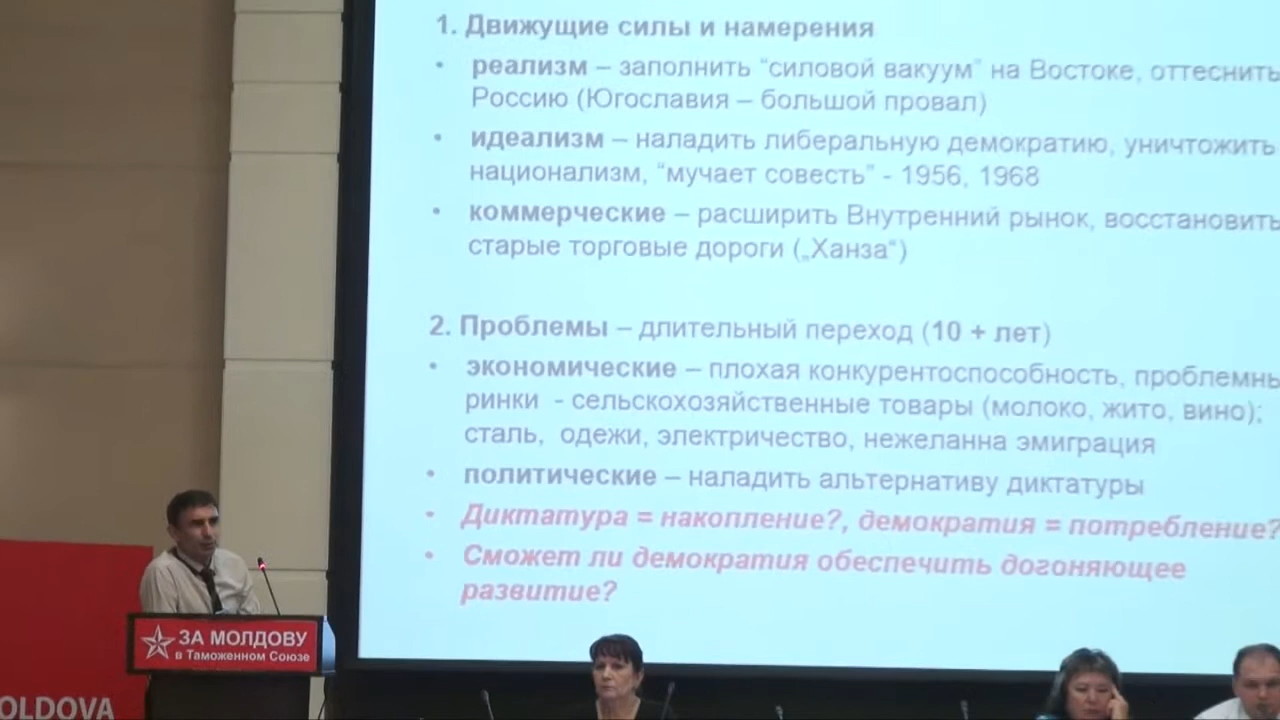 1. Движущие силы и намерения
• реализм – заполнить “силовой вакуум” на Востоке, оттеснить
Россию (Югославия – большой провал)
• идеализм – наладить либеральную демократию, уничтожить
национализм, “мучает совесть” - 1956, 1968
• коммерческие – расширить Внутренний рынок, восстановить
старые торговые дороги („Ханза“)
2. Проблемы – длительный переход (10 + лет)
• экономические – плохая конкурентоспособность, проблемны
ринки - сельскохозяйственные товары (молоко, жито, вино);
сталь, одежи, электричество, нежеланна эмиграция
• политические – наладить альтернативу диктатуры
• Диктатура = накопление?, демократия = потребление?
• Сможет ли демократия обеспечить догоняющее
развитие?
ЗА МОЛДОВУ
в Таможенном Союзе
OLDOVA